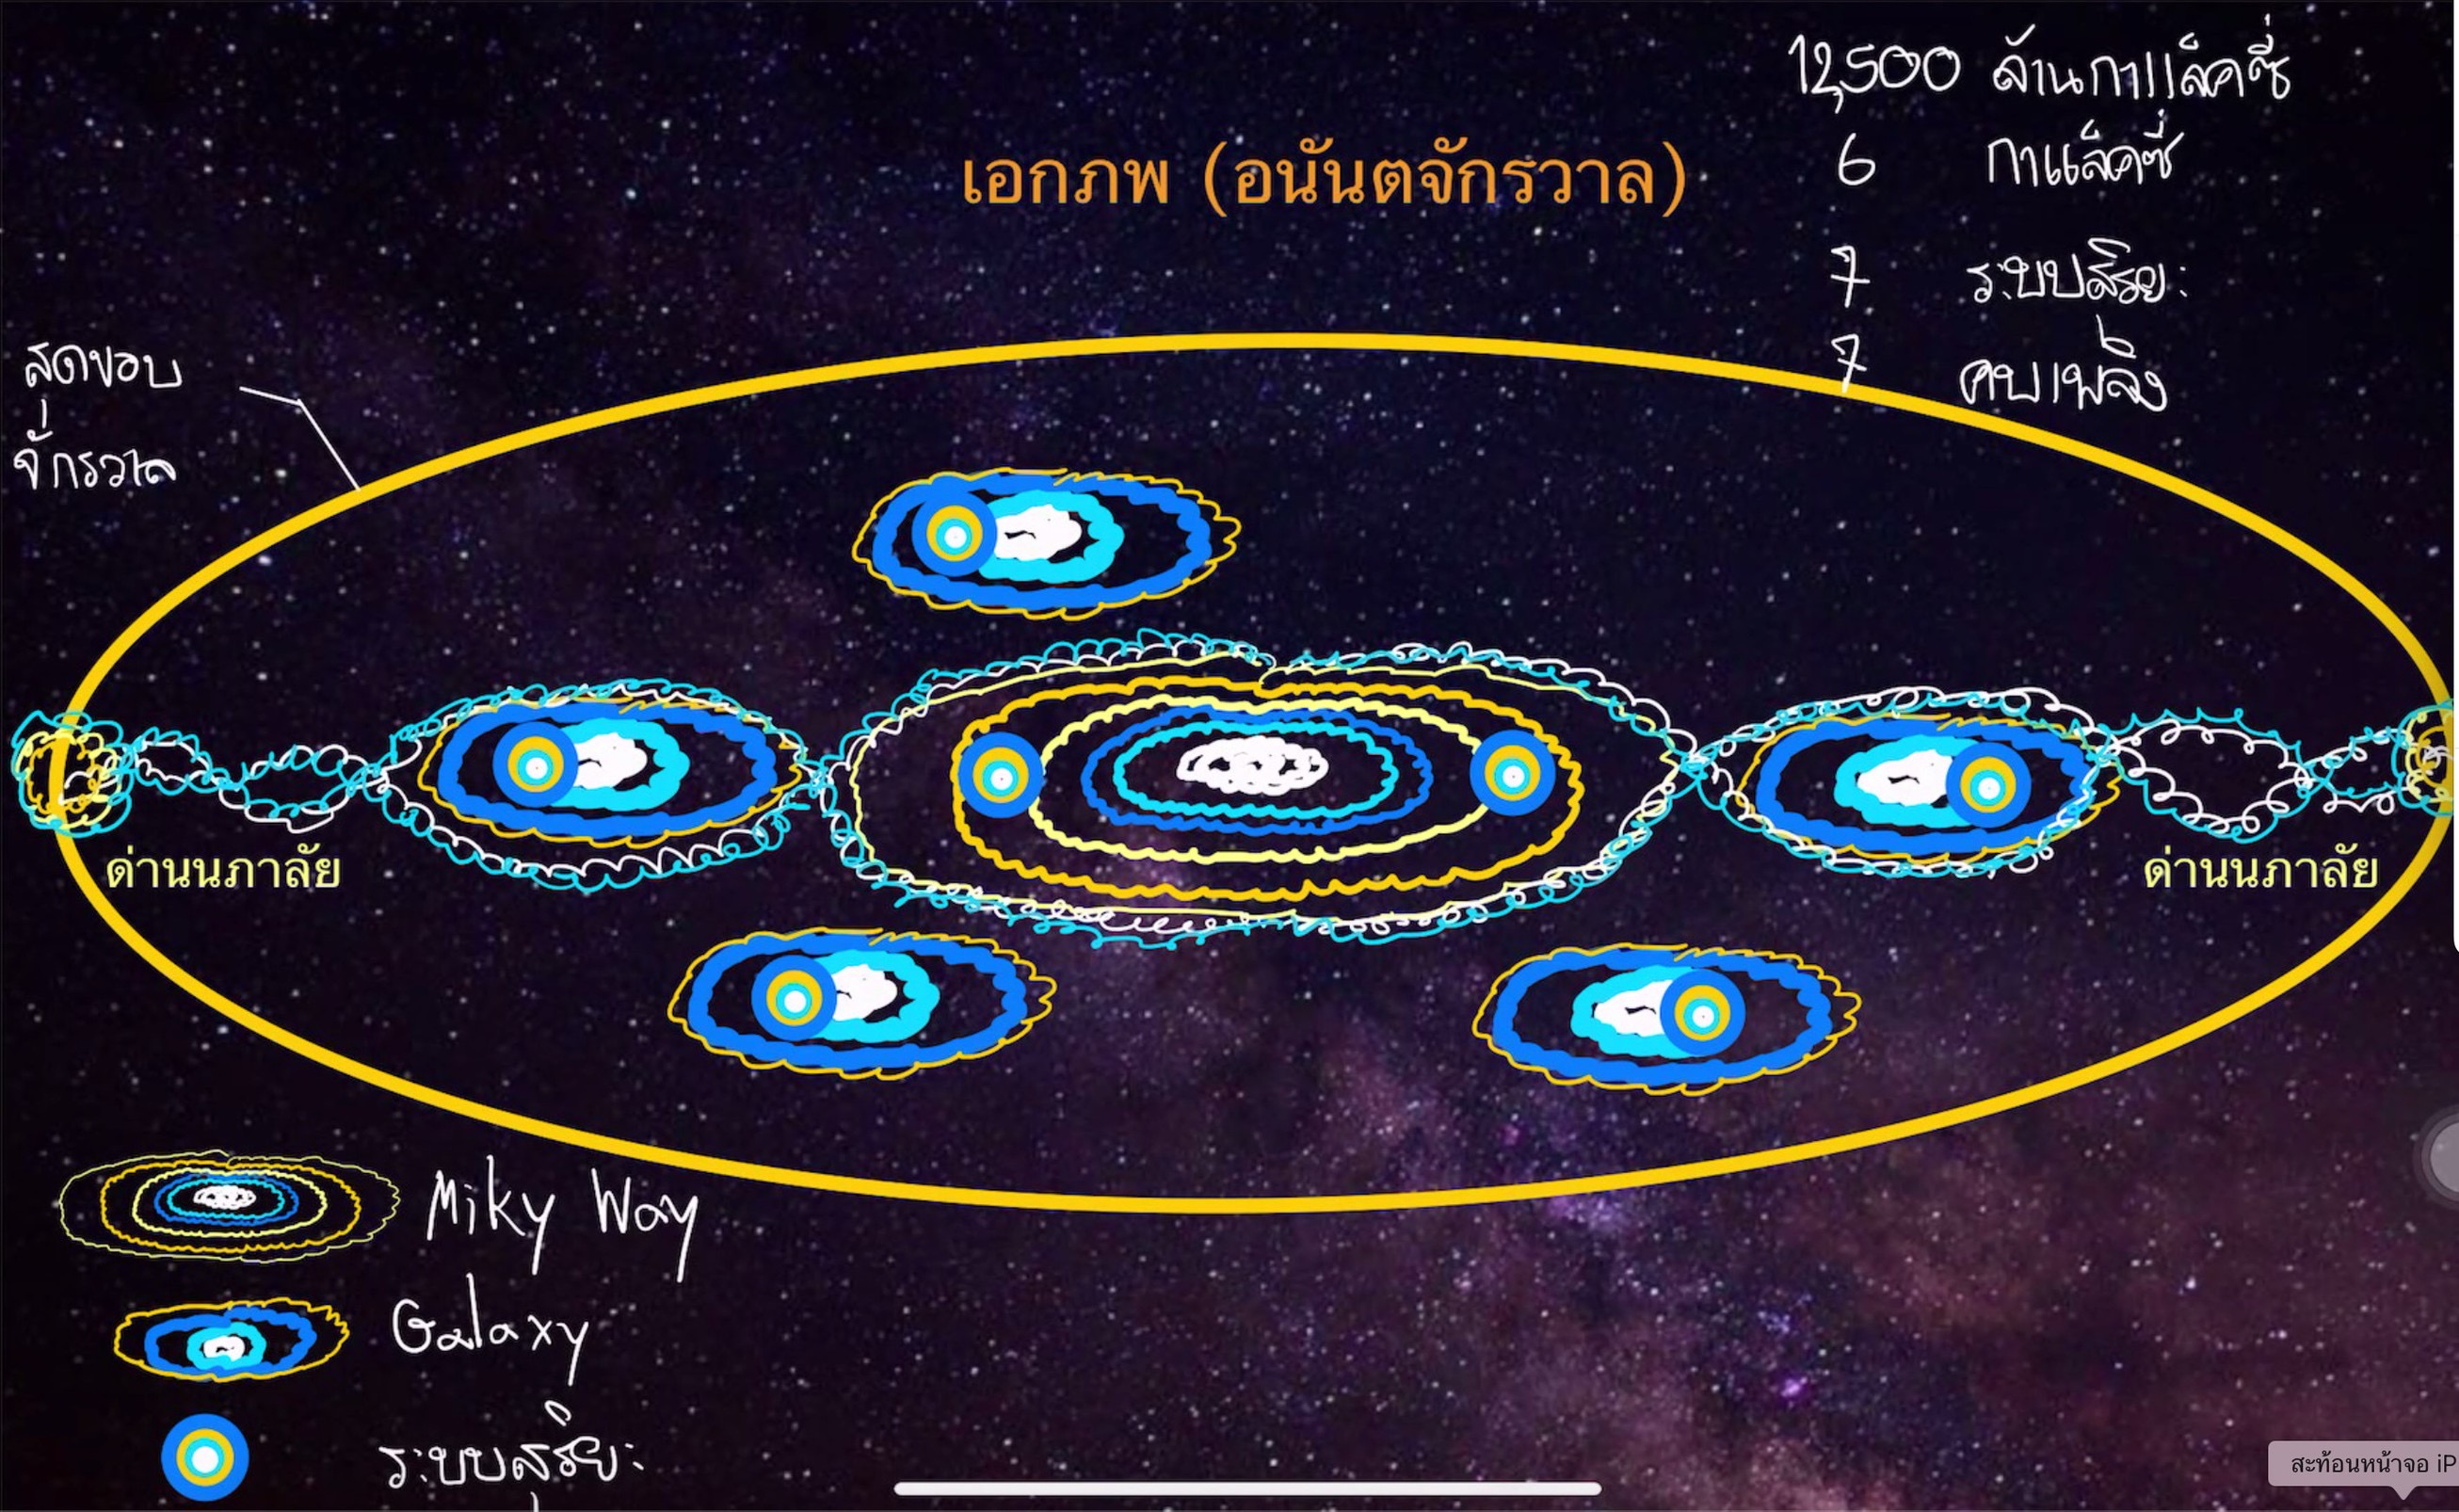 12,500 ล้านกาแล็คซี่
เอกภพ (อนันตจักรวาล)
6 กาแล็คซี่
7 ระบบสุริยะ
7 คบเพลิง
สุดขอบ
จักรวาล
ด่านนภาลัย
ด่านนภาลัย
Miky Way
Galaxy
ระบบสุริยะ
สะท้อนหน้าจอ iP